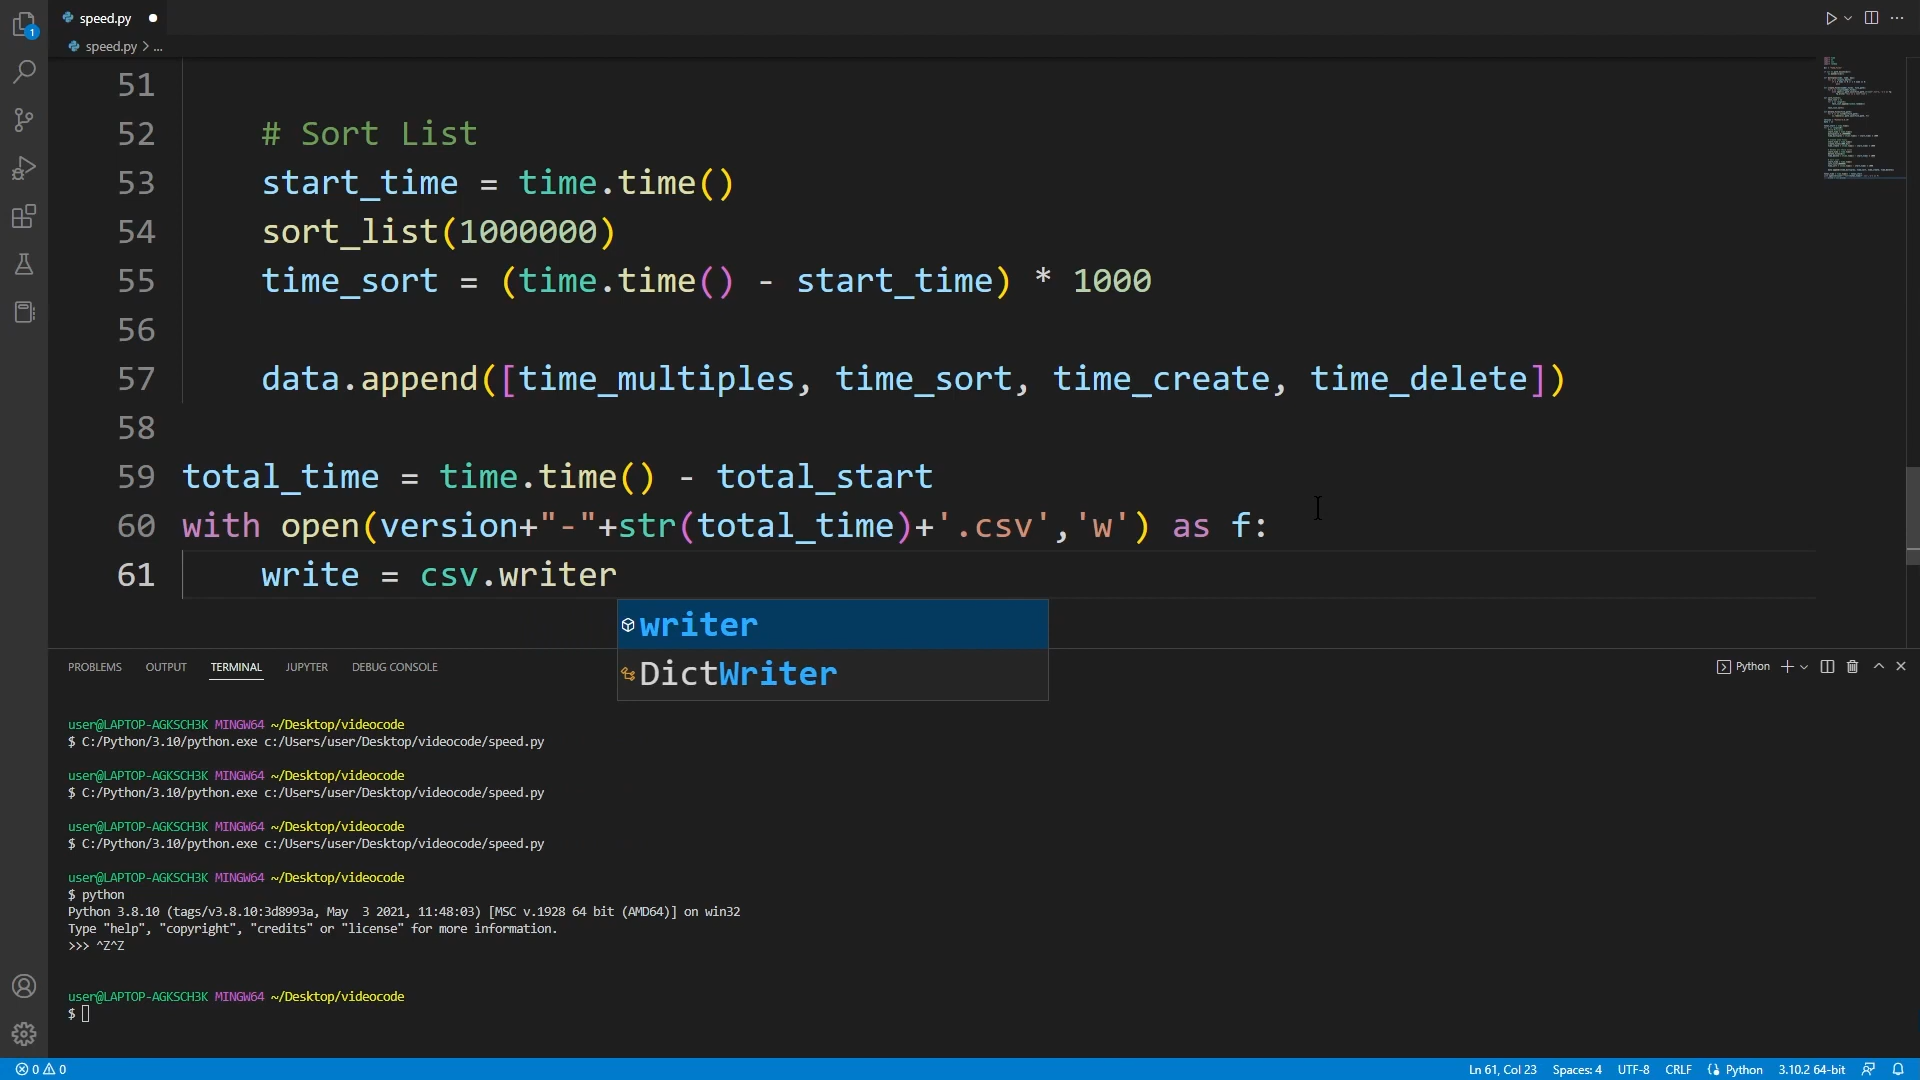 speed.py
1
speed.py > ...
51
52 # Sort List
53 start_time = time.time()
54 sort_list(1000000)
55 time_sort = (time.time() - start_time) * 1000
56
57 data.append([time_multiples, time_sort, time_create, time_delete])
58
59 total_time = time.time() - total_start
60 with open(version+"-"+str(total_time)+'.csv','w') as f:
61 write = csv.writer
writer
DictWriter
PROBLEMS OUTPUT TERMINAL JUPYTER DEBUG CONSOLE Python
user@LAPTOP-AGKSCH3K MINGW64 ~/Desktop/videocode
$ C:/Python/3.10/python.exe c:/Users/user/Desktop/videocode/speed.py
user@LAPTOP-AGKSCH3K MINGW64 ~/Desktop/videocode
$ C:/Python/3.10/python.exe c:/Users/user/Desktop/videocode/speed.py
user@LAPTOP-AGKSCH3K MINGW64 ~/Desktop/videocode
$ C:/Python/3.10/python.exe c:/Users/user/Desktop/videocode/speed.py
user@LAPTOP-AGKSCH3K MINGW64 ~/Desktop/videocode
$ python
Python 3.8.10 (tags/v3.8.10:3d8993a, May  3 2021, 11:48:03) [MSC v.1928 64 bit (AMD64)] on win32
Type "help", "copyright", "credits" or "license" for more information.
>>> ^Z^Z
user@LAPTOP-AGKSCH3K MINGW64 ~/Desktop/videocode
$
0 0 Ln 61, Col 23 Spaces: 4 UTF-8 CRLF Python 3.10.2 64-bit